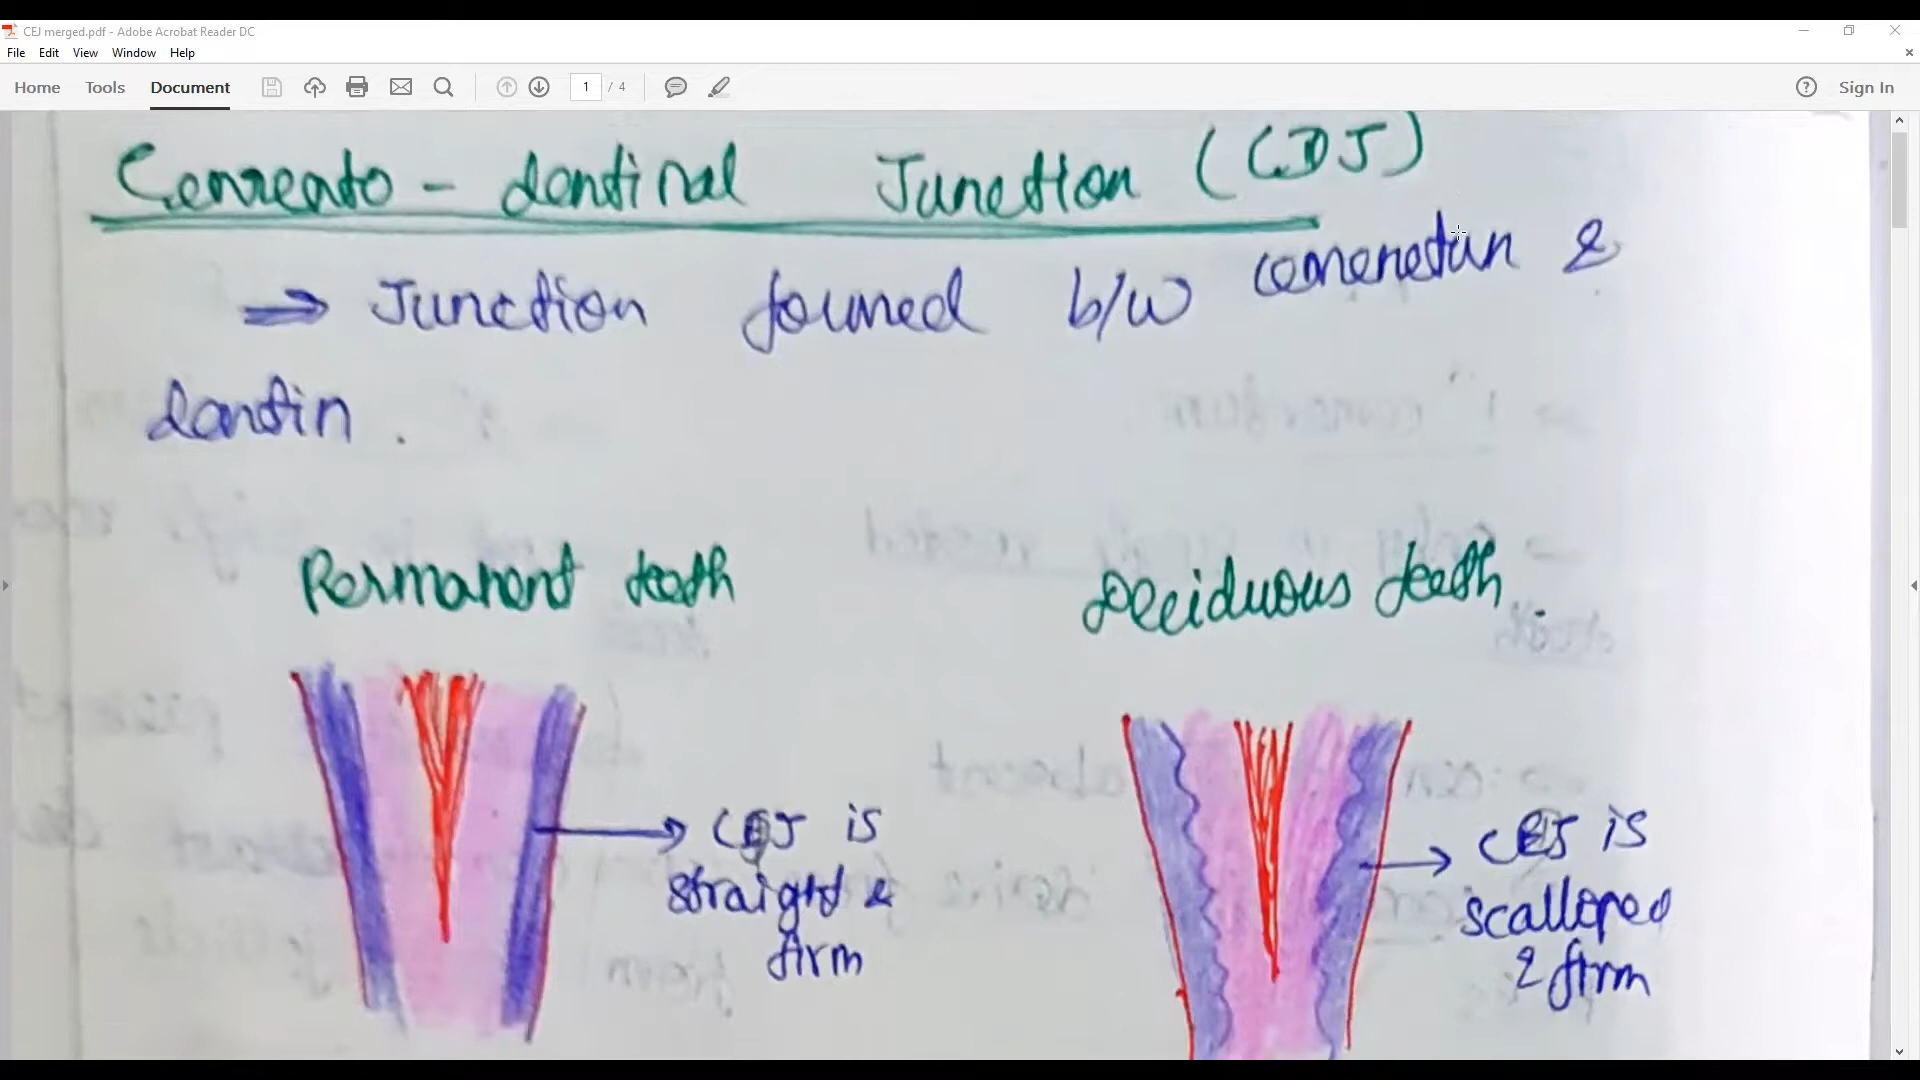 CEJ merged.pdf - Adobe Acrobat Reader DC
File Edit View Window Help
Home Tools Document 1 / 4 Sign In
Cemento - dentinal Junction (CDJ)
⇒ Junction formed b/w cementum &
dentin .
Permanent teeth
Deciduous teeth .
→ CDJ is
straight &
firm
→ CDJ is
scalloped
& firm